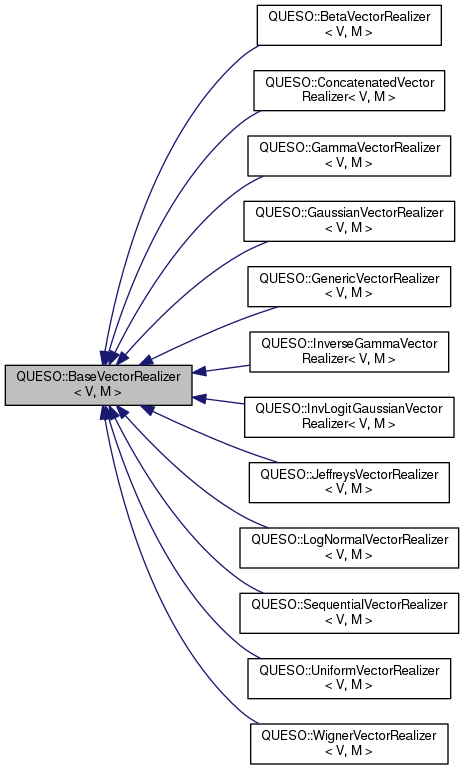 QUESO::BetaVectorRealizer
< V, M >
QUESO::ConcatenatedVector
Realizer< V, M >
QUESO::GammaVectorRealizer
< V, M >
QUESO::GaussianVectorRealizer
< V, M >
QUESO::GenericVectorRealizer
< V, M >
QUESO::InverseGammaVector
Realizer< V, M >
QUESO::BaseVectorRealizer
< V, M >
QUESO::InvLogitGaussianVector
Realizer< V, M >
QUESO::JeffreysVectorRealizer
< V, M >
QUESO::LogNormalVectorRealizer
< V, M >
QUESO::SequentialVectorRealizer
< V, M >
QUESO::UniformVectorRealizer
< V, M >
QUESO::WignerVectorRealizer
< V, M >